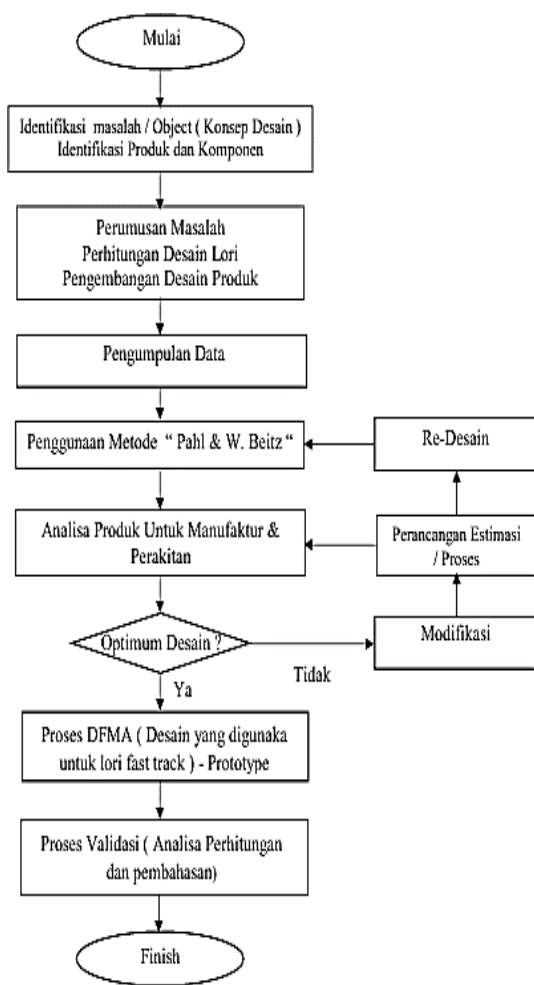 Mulai
Identifikasi masalah / Object ( Konsep Desain )
Identifikasi Produk dan Komponen
Perumusan Masalah
Perhitungan Desain Lori
Pengembangan Desain Produk
Pengumpulan Data
Penggunaan Metode “ Pahl & W. Beitz “
Re-Desain
Analisa Produk Untuk Manufaktur &
Perakitan
Perancangan Estimasi
/ Proses
Optimum Desain ?
Modifikasi
Tidak
Ya
Proses DFMA ( Desain yang digunaka
untuk lori fast track ) - Prototype
Proses Validasi ( Analisa Perhitungan
dan pembahasan)
Finish